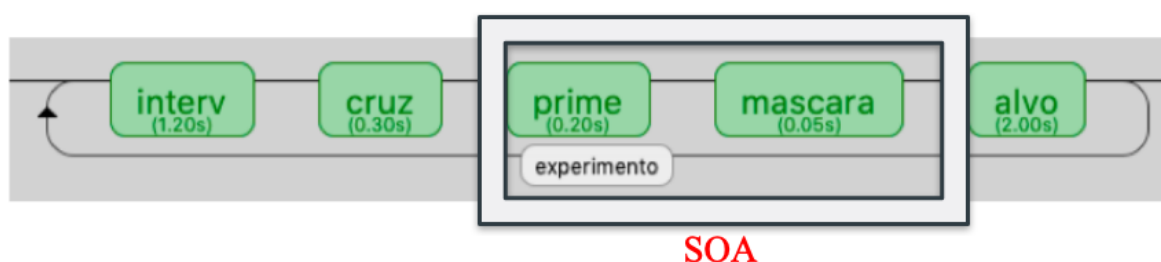 interv
(1.20s)
cruz
(0.30s)
prime
(0.20s)
mascara
(0.05s)
alvo
(2.00s)
experimento
SOA